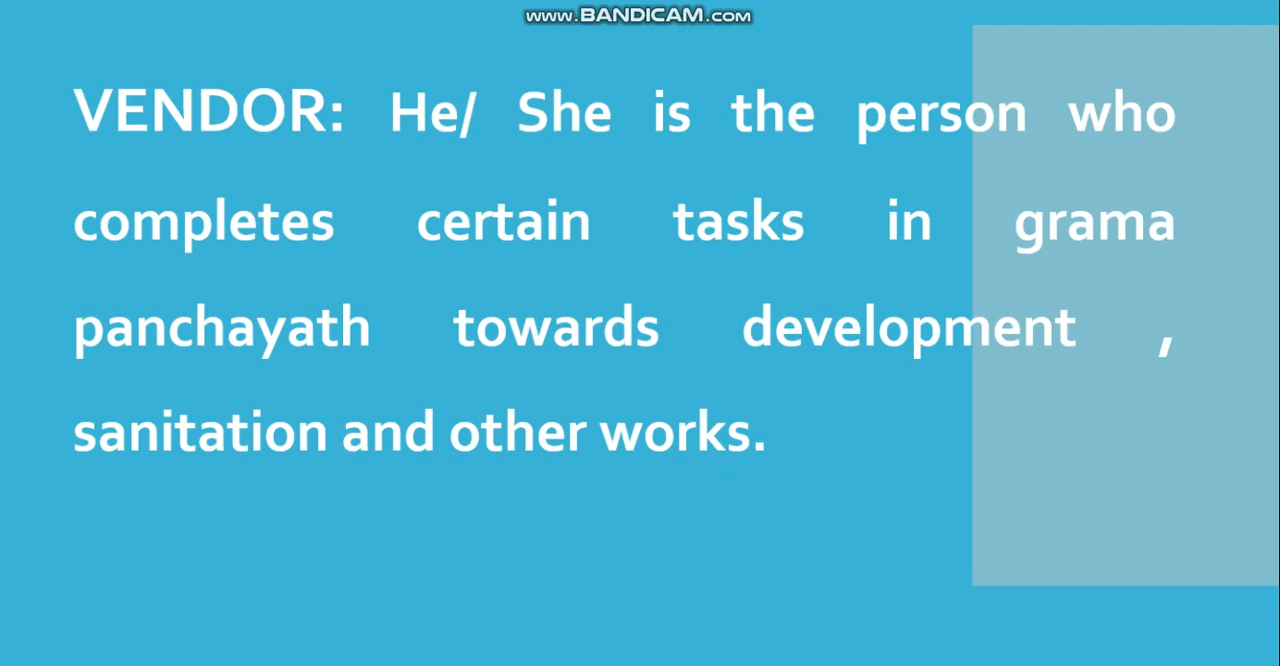 www.BANDICAM.com
VENDOR: He/ She is the person who
completes certain tasks in grama
panchayath towards development ,
sanitation and other works.